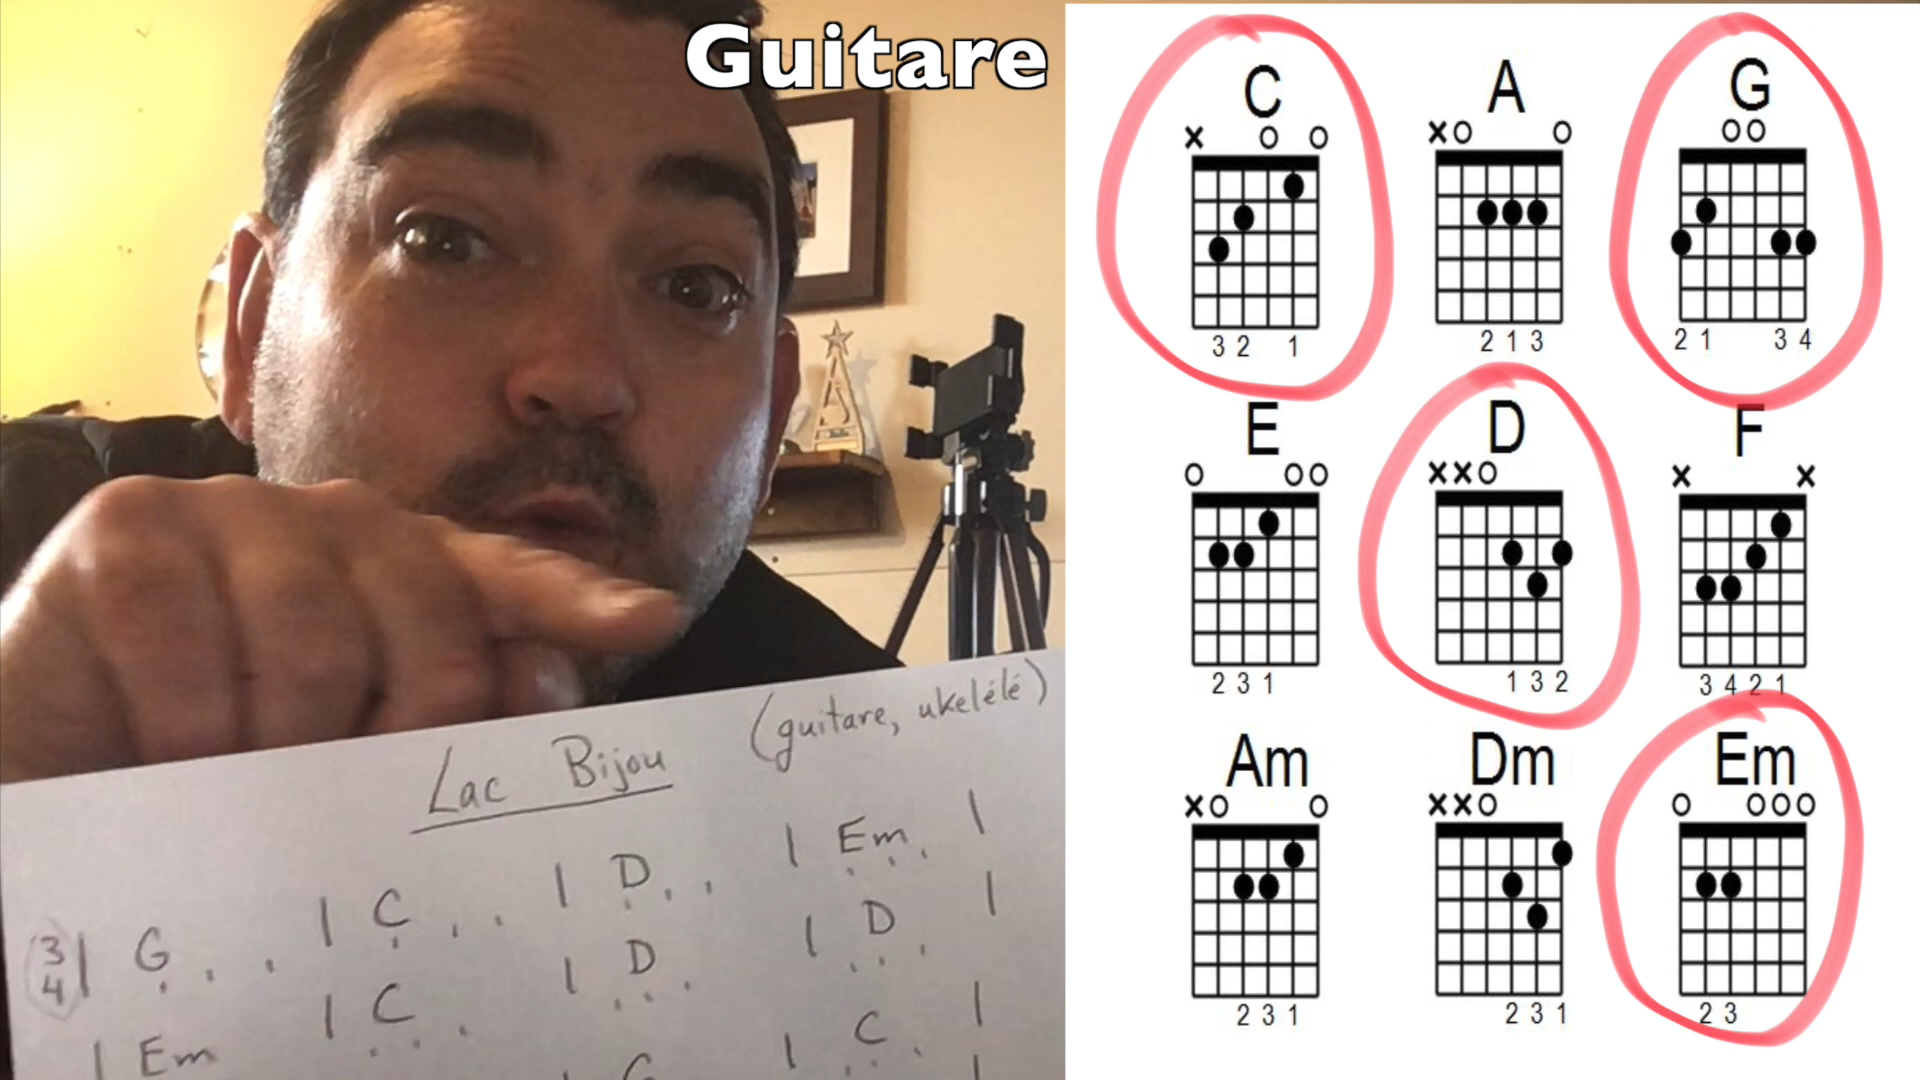 Guitare
Lac Bijou (guitare, ukelélé)
3/4 | G . . | C . . | D . . | Em . . |
| Em | C . . . | D . . . | D . . . |
G | C . . . |
C A G
x o o x o o o o
3 2 1 2 1 3 2 1 3 4
E D F
o o o x x o x x
2 3 1 1 3 2 3 4 2 1
Am Dm Em
x o o x x o o o o o
2 3 1 2 3 1 2 3